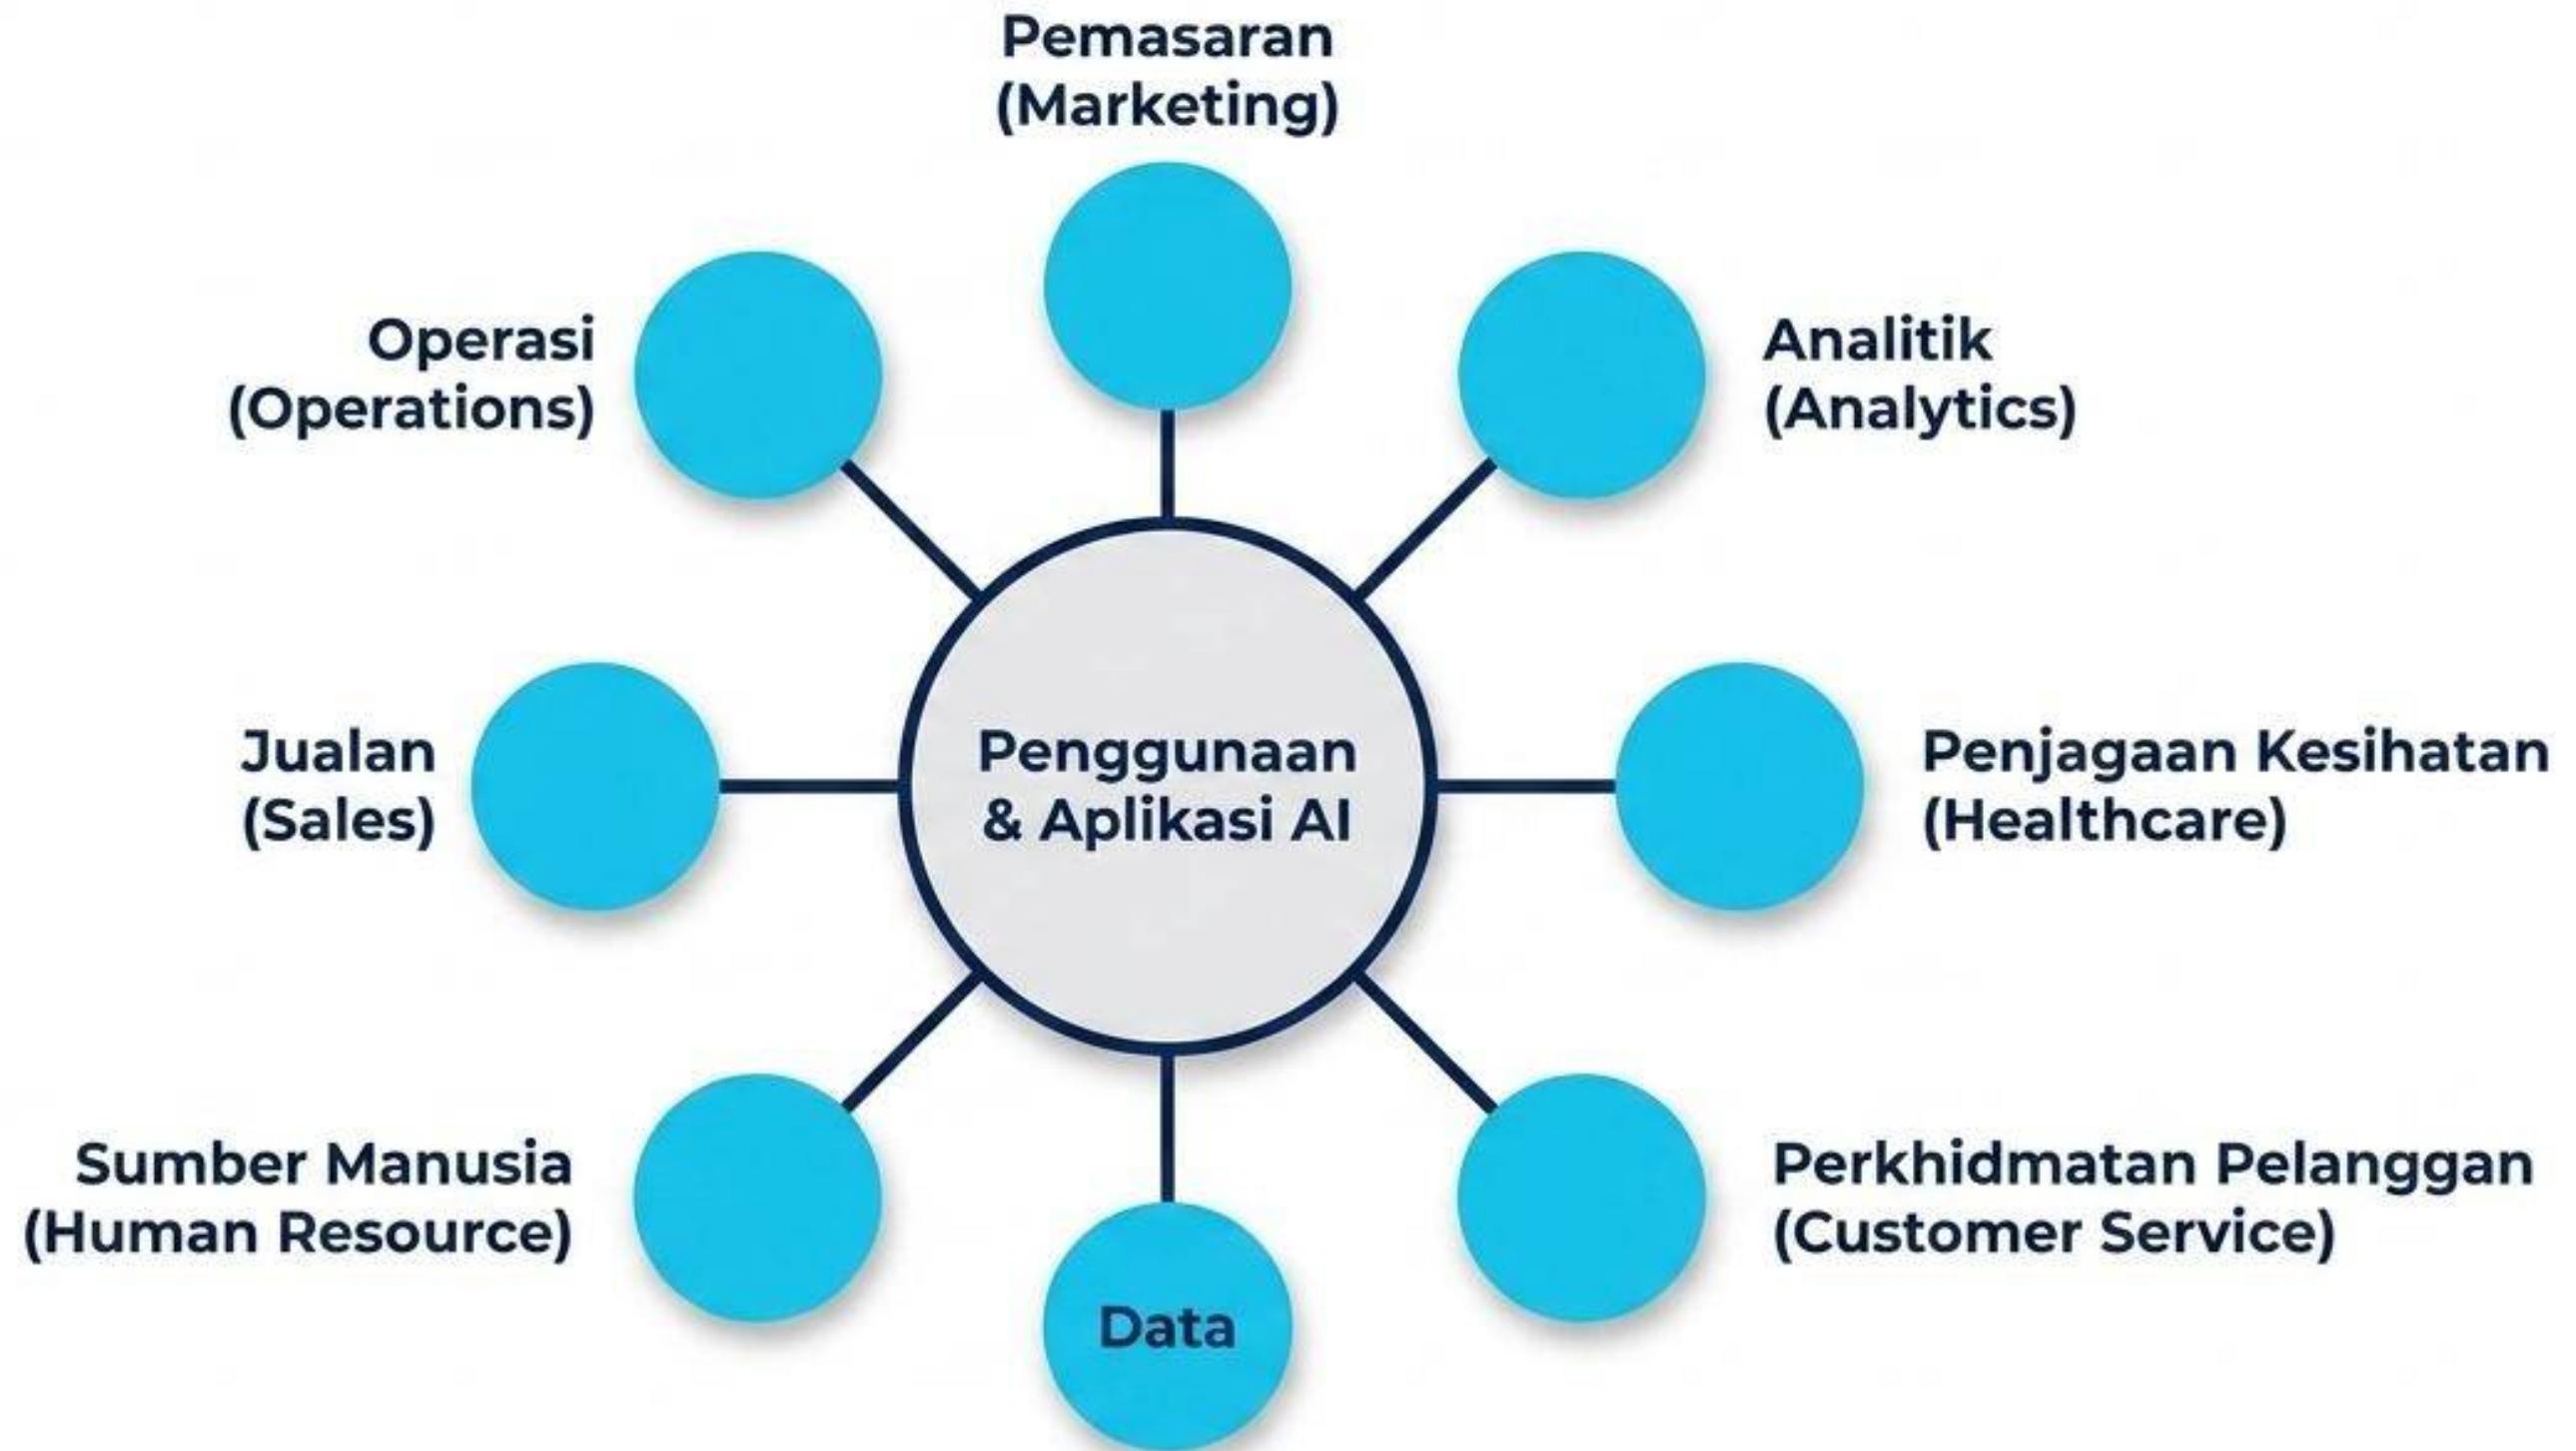 Pemasaran
(Marketing)
Operasi
(Operations)
Analitik
(Analytics)
Jualan
(Sales)
Penggunaan
& Aplikasi AI
Penjagaan Kesihatan
(Healthcare)
Sumber Manusia
(Human Resource)
Perkhidmatan Pelanggan
(Customer Service)
Data